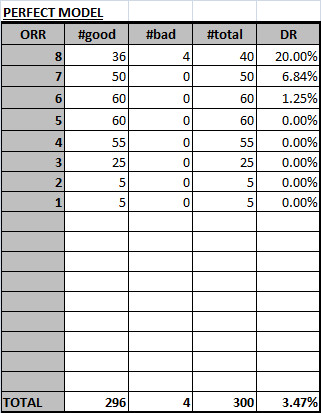 PERFECT MODEL
ORR #good #bad #total DR
8 36 4 40 20.00%
7 50 0 50 6.84%
6 60 0 60 1.25%
5 60 0 60 0.00%
4 55 0 55 0.00%
3 25 0 25 0.00%
2 5 0 5 0.00%
1 5 0 5 0.00%
TOTAL 296 4 300 3.47%